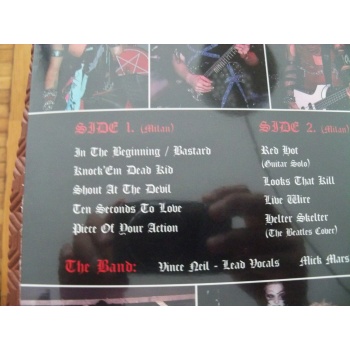 SIDE 1. (Milan)
In The Beginning / Bastard
Knock'Em Dead Kid
Shout At The Devil
Ten Seconds To Love
Piece Of Your Action
SIDE 2. (Milan)
Red Hot
(Guitar Solo)
Looks That Kill
Live Wire
Helter Skelter
(The Beatles Cover)
The Band: Vince Neil - Lead Vocals Mick Mars